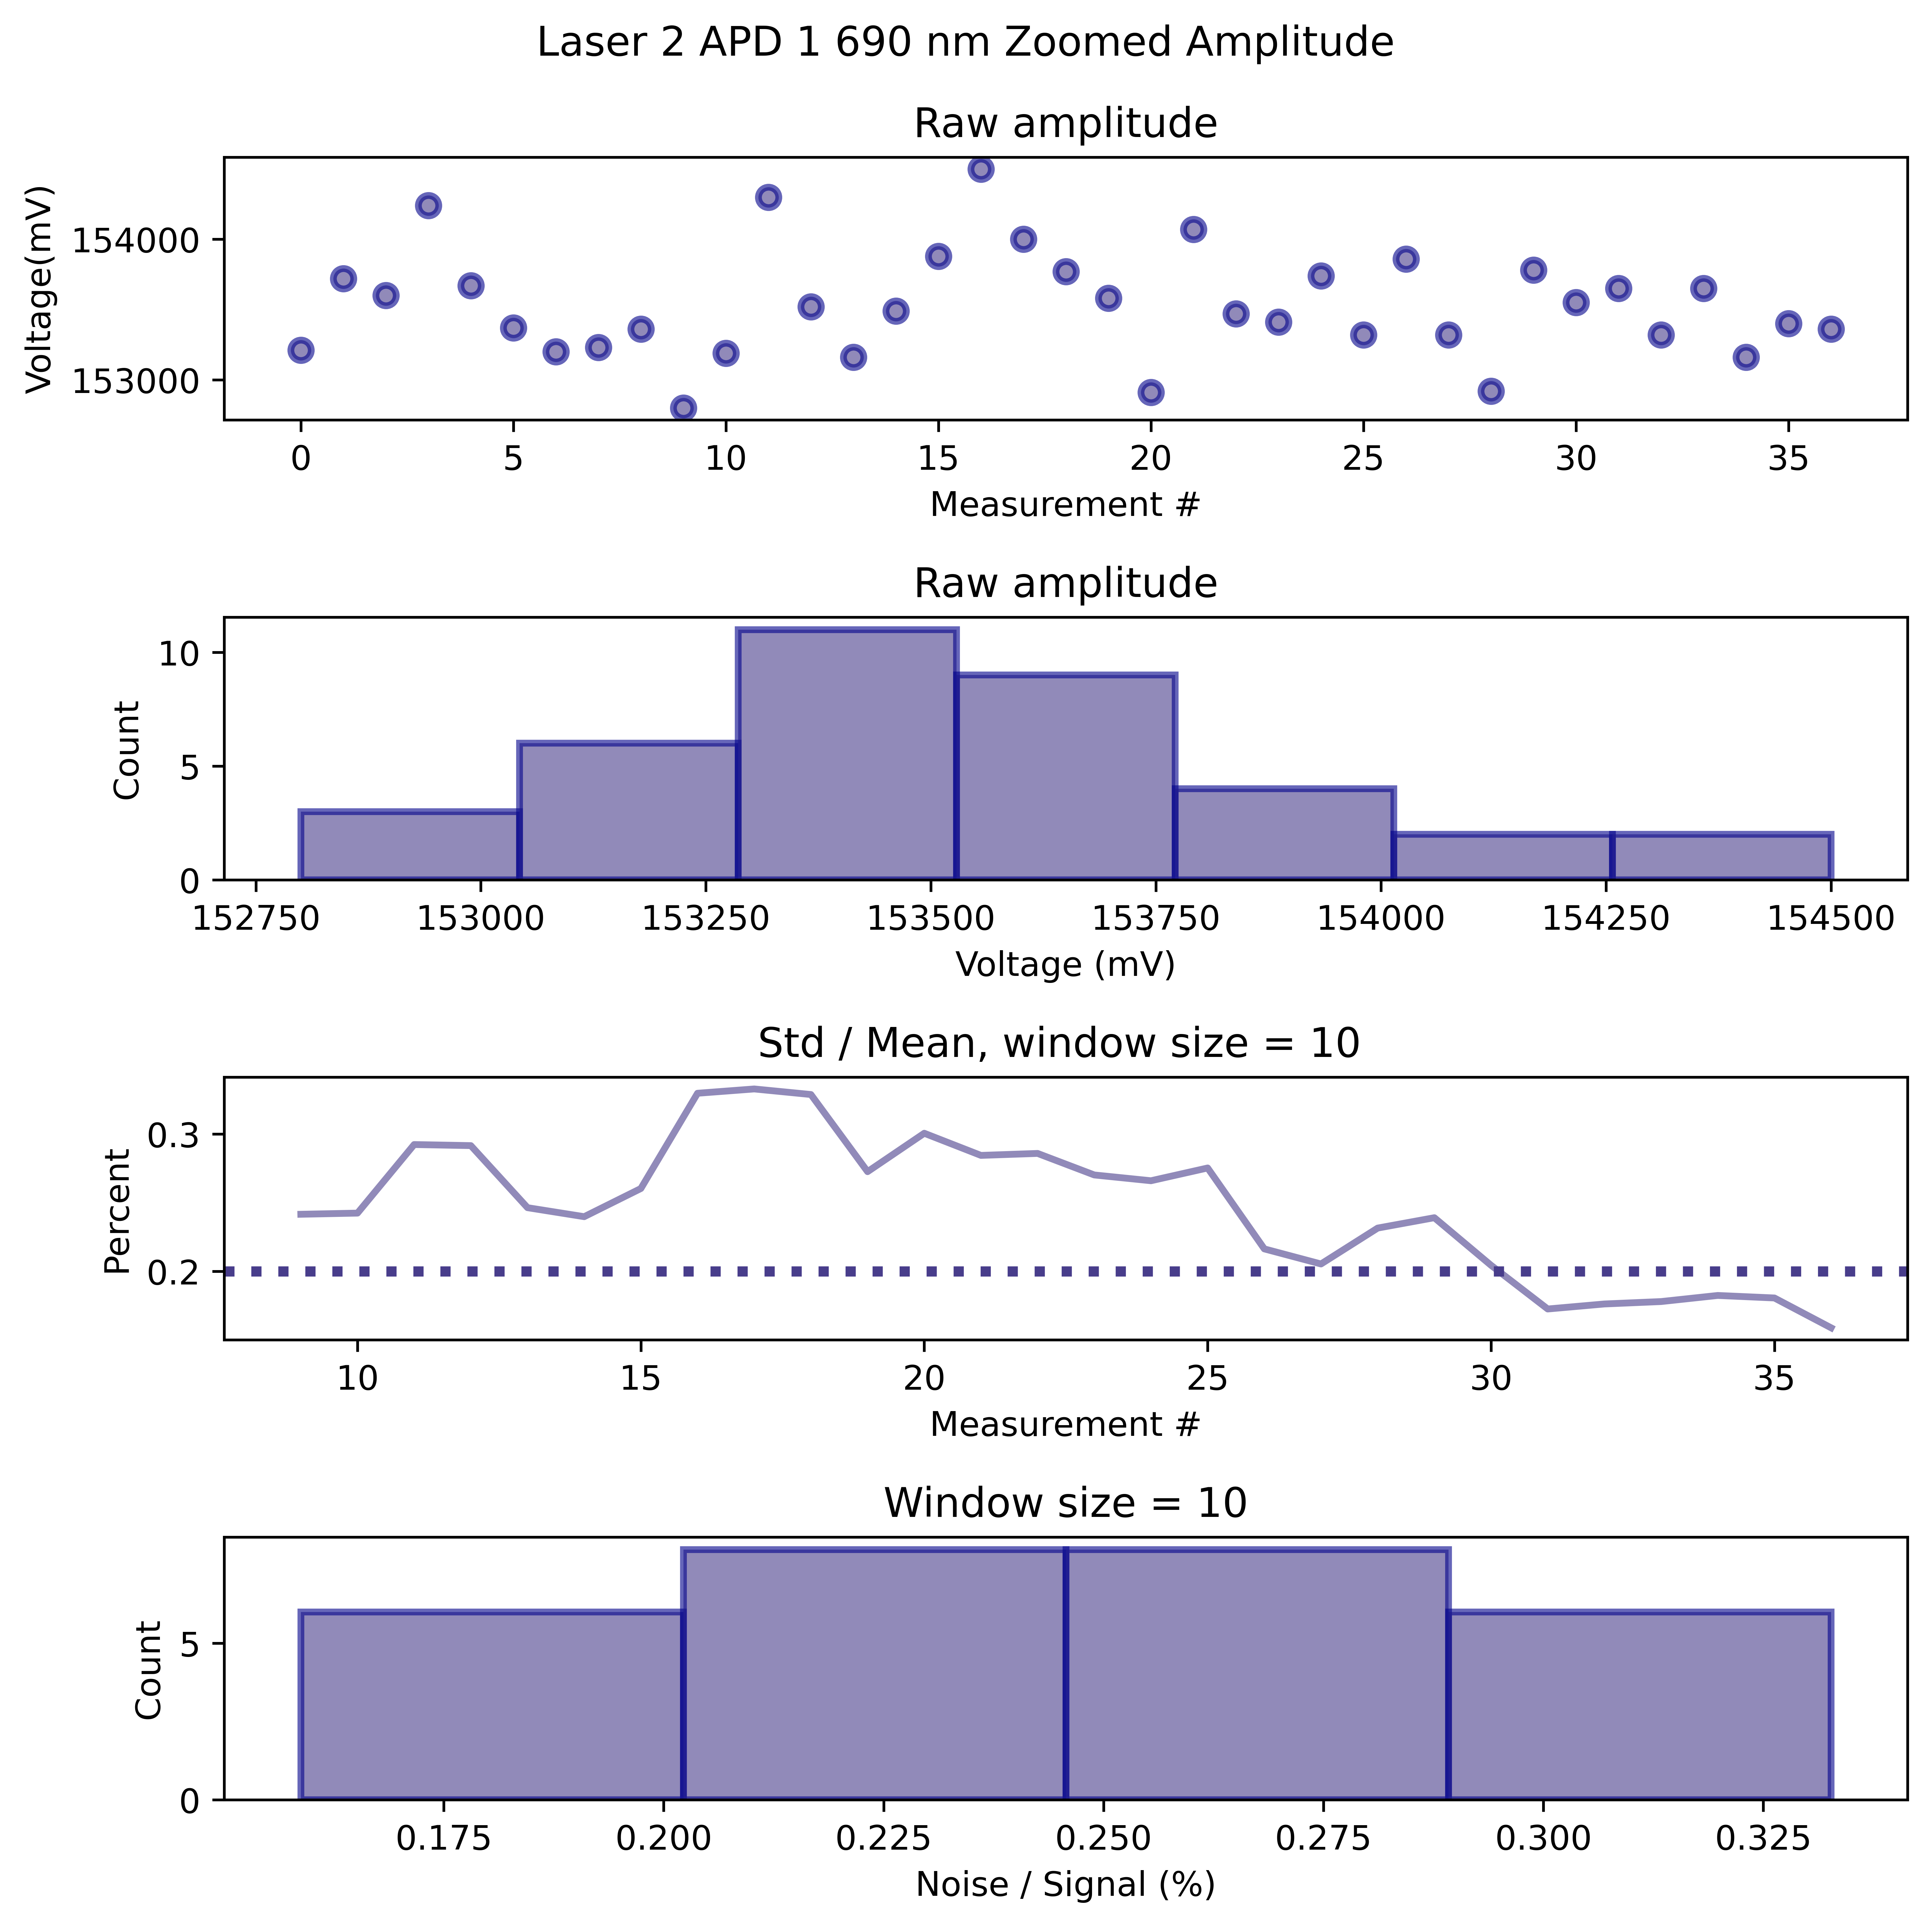 Laser 2 APD 1 690 nm Zoomed Amplitude
Raw amplitude
Voltage(mV)
154000
153000
0 5 10 15 20 25 30 35
Measurement #
Raw amplitude
Count
10
5
0
152750 153000 153250 153500 153750 154000 154250 154500
Voltage (mV)
Std / Mean, window size = 10
Percent
0.3
0.2
10 15 20 25 30 35
Measurement #
Window size = 10
Count
5
0
0.175 0.200 0.225 0.250 0.275 0.300 0.325
Noise / Signal (%)